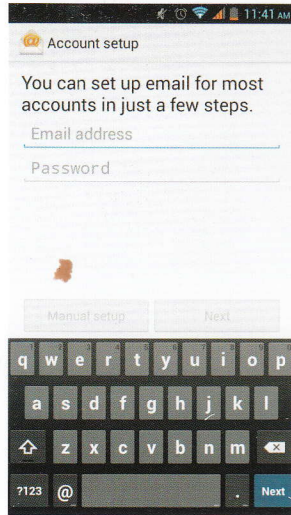 11:41 AM
Account setup
You can set up email for most
accounts in just a few steps.
Email address
Password
Manual setup Next
q w e r t y u i o p
a s d f g h j k l
z x c v b n m
?123 @ . Next